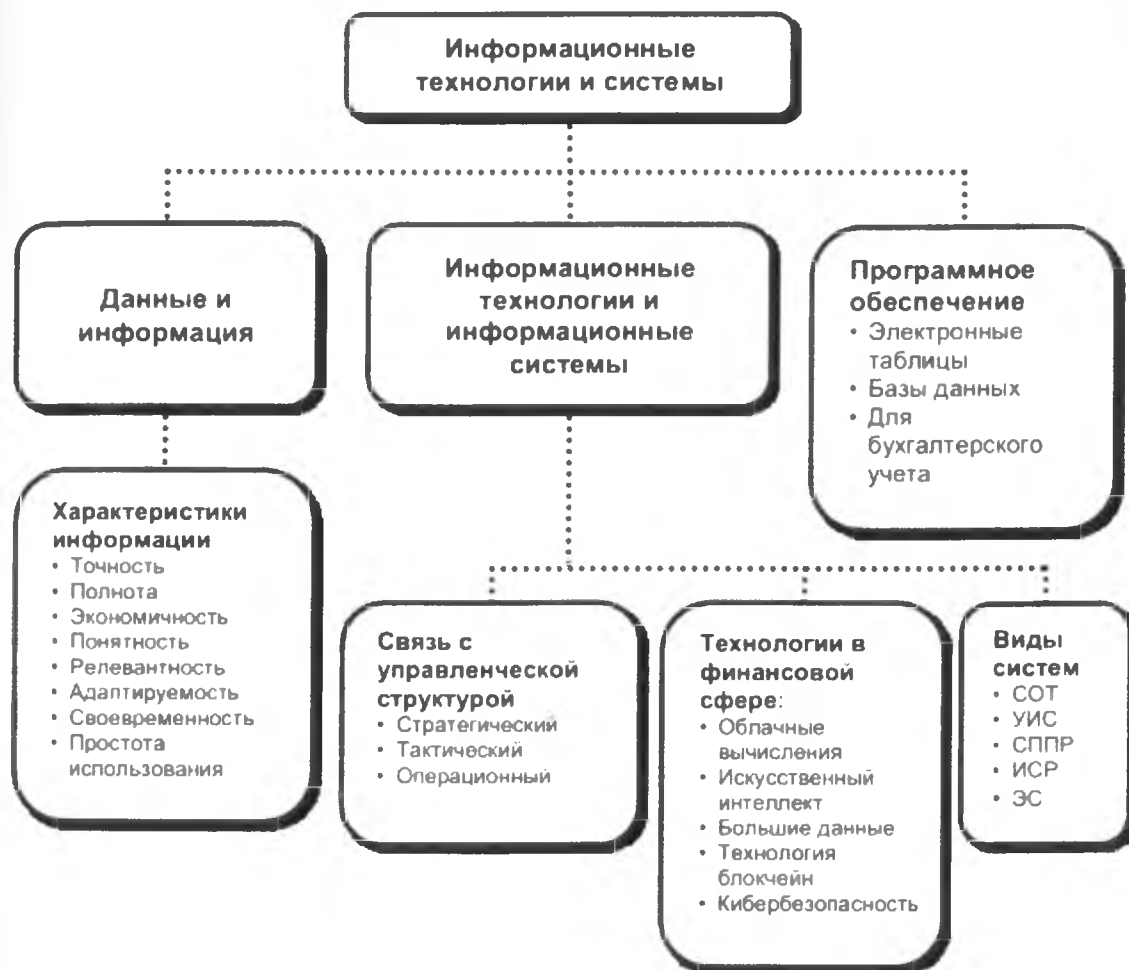 Информационные
технологии и системы
Данные и
информация
Информационные
технологии и
информационные
системы
Программное
обеспечение
• Электронные
таблицы
• Базы данных
• Для
бухгалтерского
учета
Характеристики
информации
• Точность
• Полнота
• Экономичность
• Понятность
• Релевантность
• Адаптируемость
• Своевременность
• Простота
использования
Связь с
управленческой
структурой
• Стратегический
• Тактический
• Операционный
Технологии в
финансовой
сфере:
• Облачные
вычисления
• Искусственный
интеллект
• Большие данные
• Технология
блокчейн
• Кибербезопасность
Виды
систем
• СОТ
• УИС
• СППР
• ИСР
• ЭС